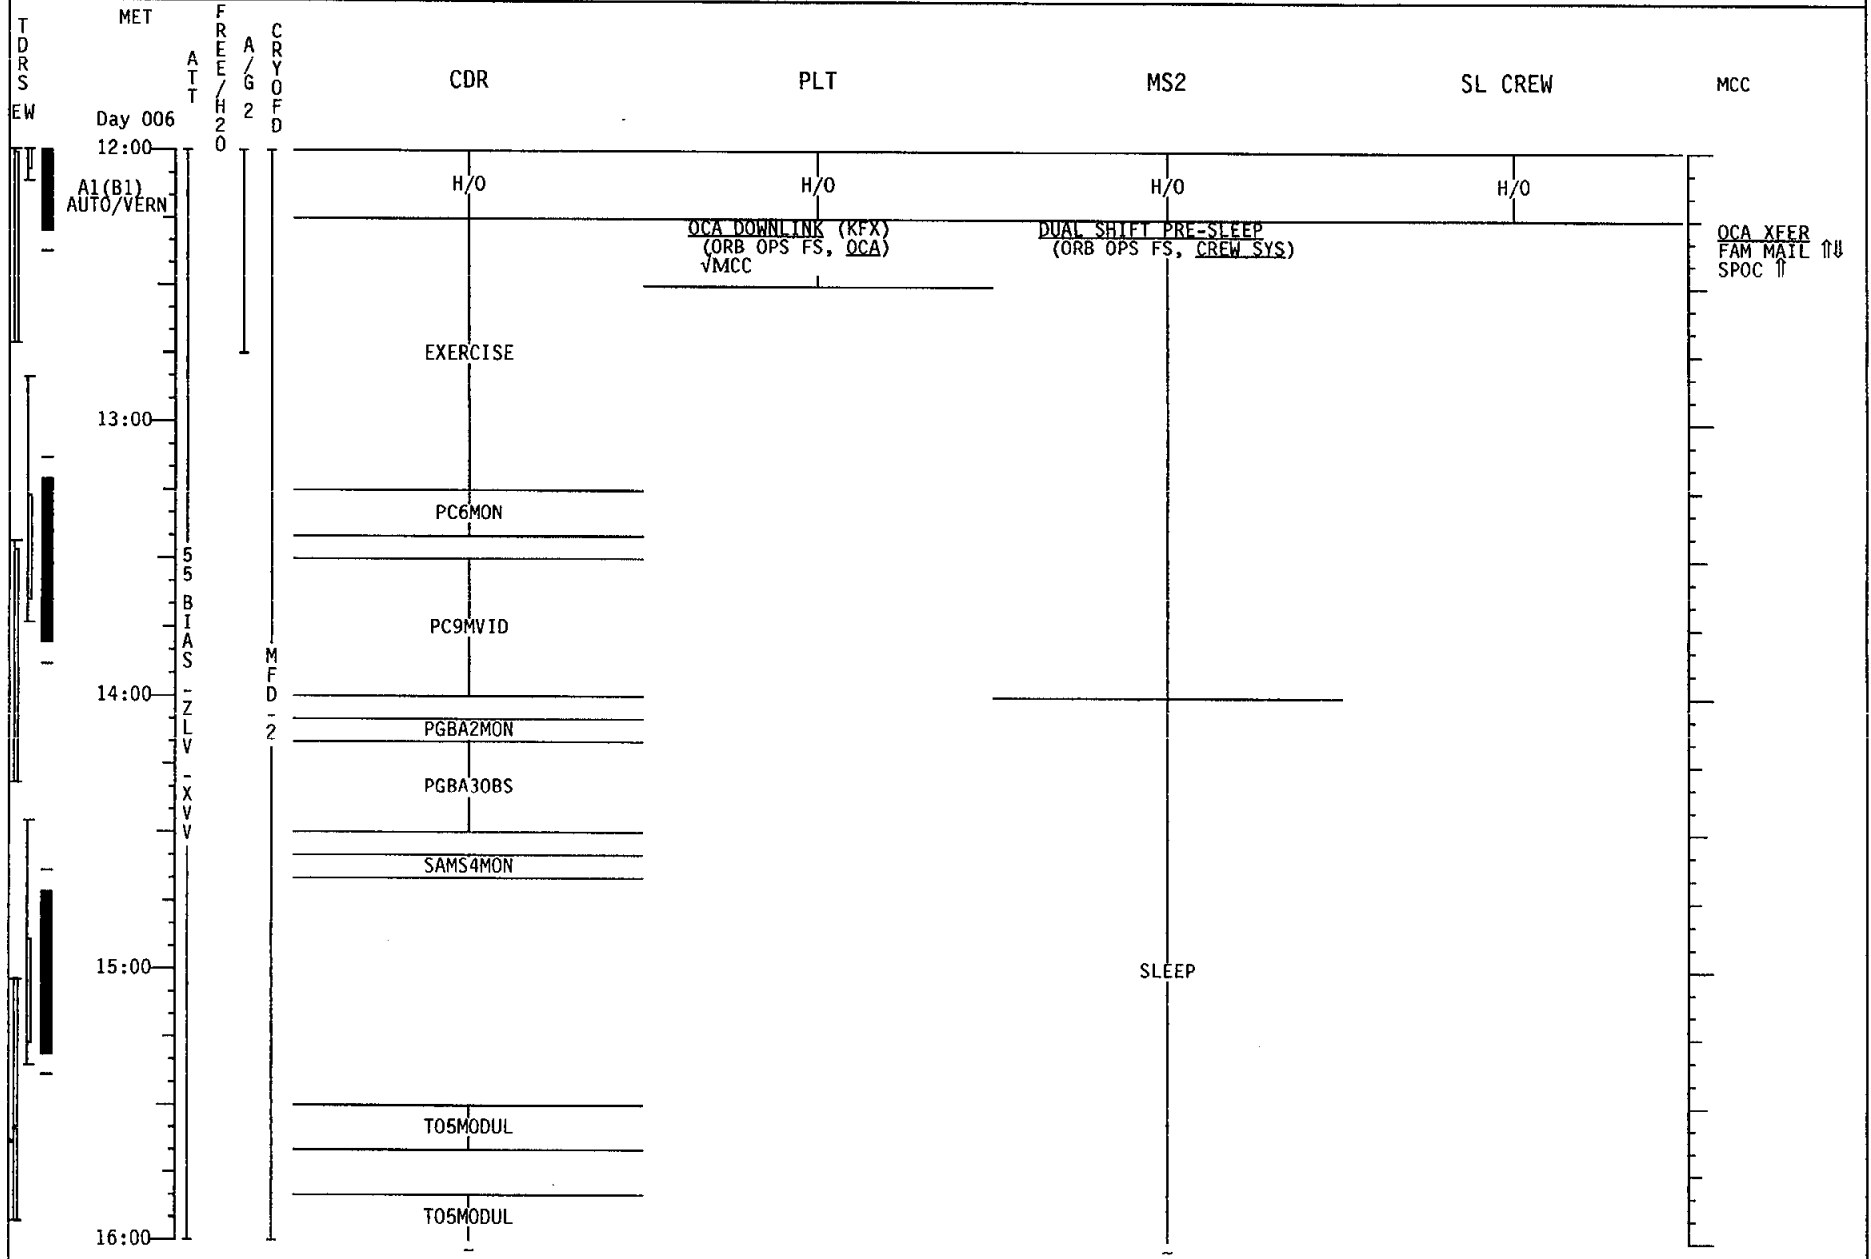 TDRS
EW
MET
ATT
FREE/H2O
A/G 2
CRYOFD
CDR
PLT
MS2
SL CREW
MCC
Day 006
12:00
A1(B1)
AUTO/VERN
H/O
H/O
H/O
H/O
OCA DOWNLINK (KFX)
(ORB OPS FS, OCA)
√MCC
DUAL SHIFT PRE-SLEEP
(ORB OPS FS, CREW SYS)
OCA XFER
FAM MAIL ⇑⇓
SPOC ⇑
EXERCISE
13:00
PC6MON
55 BIAS -ZLV -XVV
PC9MVID
MFD-2
14:00
PGBA2MON
PGBA3OBS
SAMS4MON
15:00
SLEEP
TO5MODUL
TO5MODUL
16:00
~
~